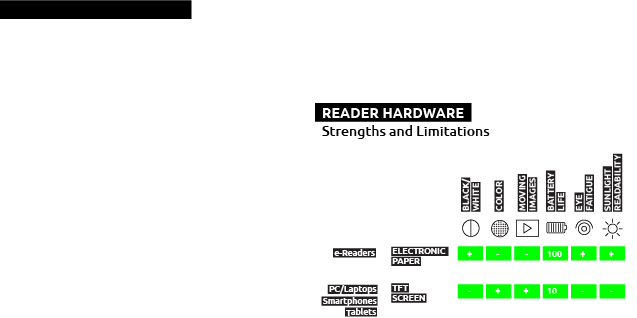 READER HARDWARE
Strengths and Limitations
BLACK/
WHITE
COLOR
MOVING
IMAGES
BATTERY
LIFE
EYE
FATIGUE
SUNLIGHT
READABILITY
e-Readers
ELECTRONIC
PAPER
+ - - 100 + +
PC/Laptops
Smartphones
Tablets
TFT
SCREEN
- + + 10 - -